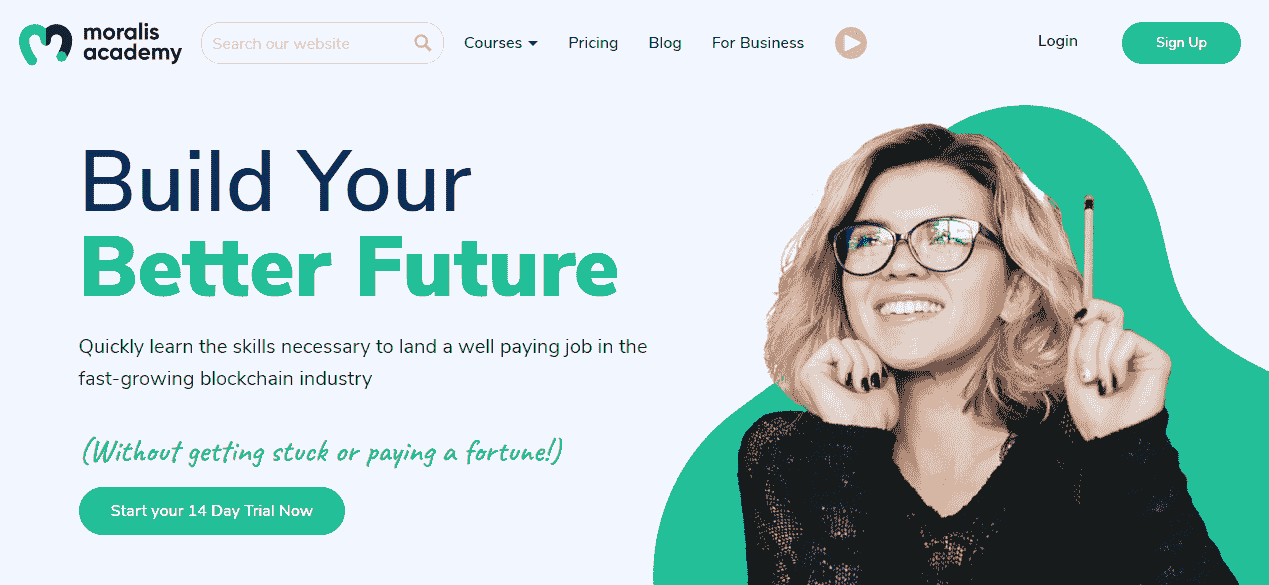 moralis
academy
Search our website
Courses
Pricing
Blog
For Business
Login
Sign Up
Build Your
Better Future
Quickly learn the skills necessary to land a well paying job in the
fast-growing blockchain industry
(Without getting stuck or paying a fortune!)
Start your 14 Day Trial Now